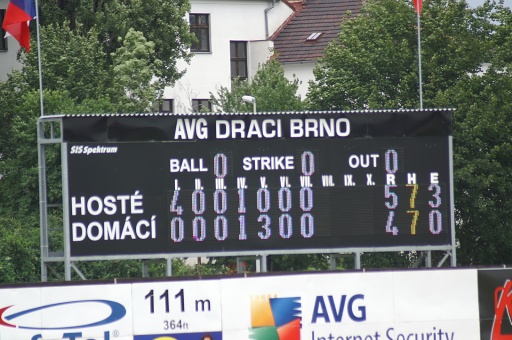 AVG DRACI BRNO
SiS Spektrum
BALL 0 STRIKE 0 OUT 0
I. II. III. IV. V. VI. VII. VIII. IX. X. R H E
HOSTÉ 4 0 0 1 0 0 0 5 7 3
DOMÁCÍ 0 0 0 1 3 0 0 4 7 0
111 m
364ft
AVG
Internet Security